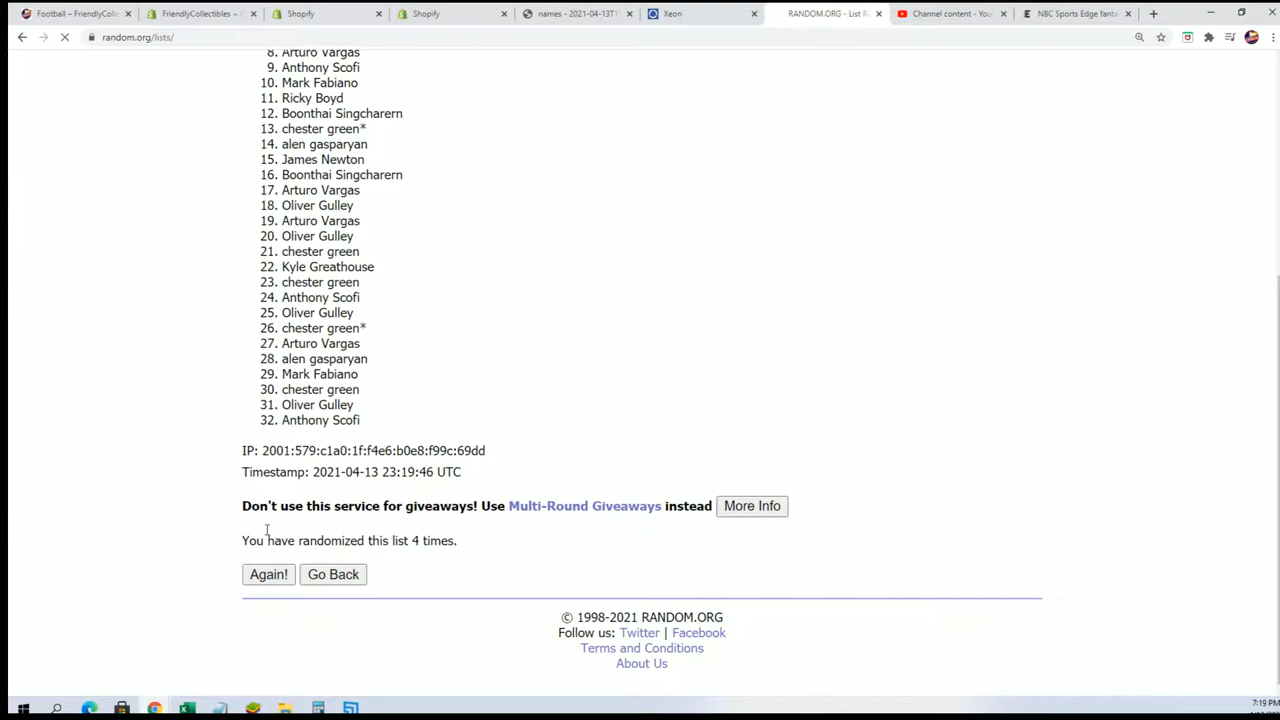 Football – FriendlyColle
FriendlyCollectibles ~
Shopify
Shopify
names - 2021-04-13T1
Xeon
RANDOM.ORG - List R
Channel content - You
NBC Sports Edge fanta
random.org/lists/
8. Arturo Vargas
9. Anthony Scofi
10. Mark Fabiano
11. Ricky Boyd
12. Boonthai Singcharern
13. chester green*
14. alen gasparyan
15. James Newton
16. Boonthai Singcharern
17. Arturo Vargas
18. Oliver Gulley
19. Arturo Vargas
20. Oliver Gulley
21. chester green
22. Kyle Greathouse
23. chester green
24. Anthony Scofi
25. Oliver Gulley
26. chester green*
27. Arturo Vargas
28. alen gasparyan
29. Mark Fabiano
30. chester green
31. Oliver Gulley
32. Anthony Scofi
IP: 2001:579:c1a0:1f:f4e6:b0e8:f99c:69dd
Timestamp: 2021-04-13 23:19:46 UTC
Don't use this service for giveaways! Use Multi-Round Giveaways instead More Info
You have randomized this list 4 times.
Again! Go Back
© 1998-2021 RANDOM.ORG
Follow us: Twitter | Facebook
Terms and Conditions
About Us
7:19 PM